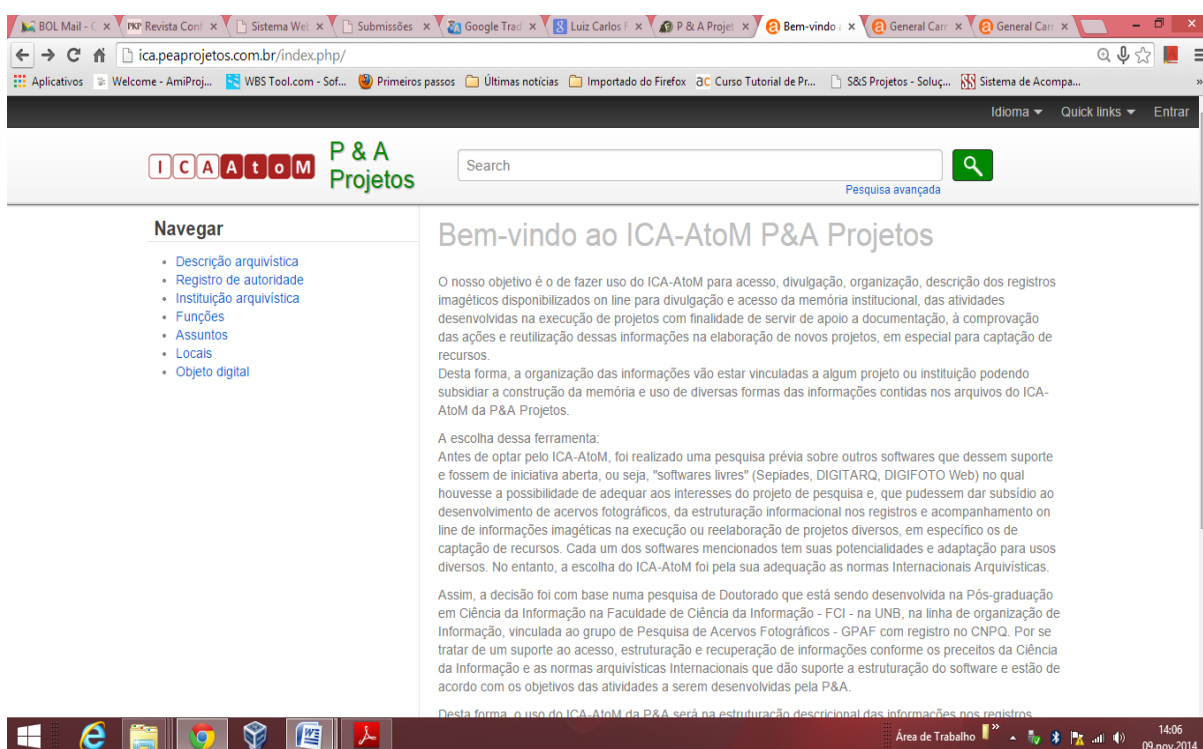 BOL Mail - C
PKP Revista Conf
Sistema We
Submissões
Google Trad
Luiz Carlos F
P & A Projet
Bem-vindo a
General Carr
General Carr
ica.peaprojetos.com.br/index.php/
Aplicativos Welcome - AmiProj... WBS Tool.com - Sof... Primeiros passos Últimas notícias Importado do Firefox Curso Tutorial de Pr... S&S Projetos - Soluç... Sistema de Acompa... »
Idioma Quick links Entrar
ICAAtoM
P & A
Projetos
Search
Pesquisa avançada
Navegar
Descrição arquivística
Registro de autoridade
Instituição arquivística
Funções
Assuntos
Locais
Objeto digital
Bem-vindo ao ICA-AtoM P&A Projetos
O nosso objetivo é o de fazer uso do ICA-AtoM para acesso, divulgação, organização, descrição dos registros
imagéticos disponibilizados on line para divulgação e acesso da memória institucional, das atividades
desenvolvidas na execução de projetos com finalidade de servir de apoio a documentação, à comprovação
das ações e reutilização dessas informações na elaboração de novos projetos, em especial para captação de
recursos.
Desta forma, a organização das informações vão estar vinculadas a algum projeto ou instituição podendo
subsidiar a construção da memória e uso de diversas formas das informações contidas nos arquivos do ICA-
AtoM da P&A Projetos.
A escolha dessa ferramenta:
Antes de optar pelo ICA-AtoM, foi realizado uma pesquisa prévia sobre outros softwares que dessem suporte
e fossem de iniciativa aberta, ou seja, "softwares livres" (Sepiades, DIGITARQ, DIGIFOTO Web) no qual
houvesse a possibilidade de adequar aos interesses do projeto de pesquisa e, que pudessem dar subsídio ao
desenvolvimento de acervos fotográficos, da estruturação informacional nos registros e acompanhamento on
line de informações imagéticas na execução ou reelaboração de projetos diversos, em específico os de
captação de recursos. Cada um dos softwares mencionados tem suas potencialidades e adaptação para usos
diversos. No entanto, a escolha do ICA-AtoM foi pela sua adequação as normas Internacionais Arquivísticas.
Assim, a decisão foi com base numa pesquisa de Doutorado que está sendo desenvolvida na Pós-graduação
em Ciência da Informação na Faculdade de Ciência da Informação - FCI - na UNB, na linha de organização de
Informação, vinculada ao grupo de Pesquisa de Acervos Fotográficos - GPAF com registro no CNPQ. Por se
tratar de um suporte ao acesso, estruturação e recuperação de informações conforme os preceitos da Ciência
da Informação e as normas arquivísticas Internacionais que dão suporte a estruturação do software e estão de
acordo com os objetivos das atividades a serem desenvolvidas pela P&A.
Desta forma, o uso do ICA-AtoM da P&A será na estruturação descricional das informações nos registros
Área de Trabalho »
14:06
09-nov-2014